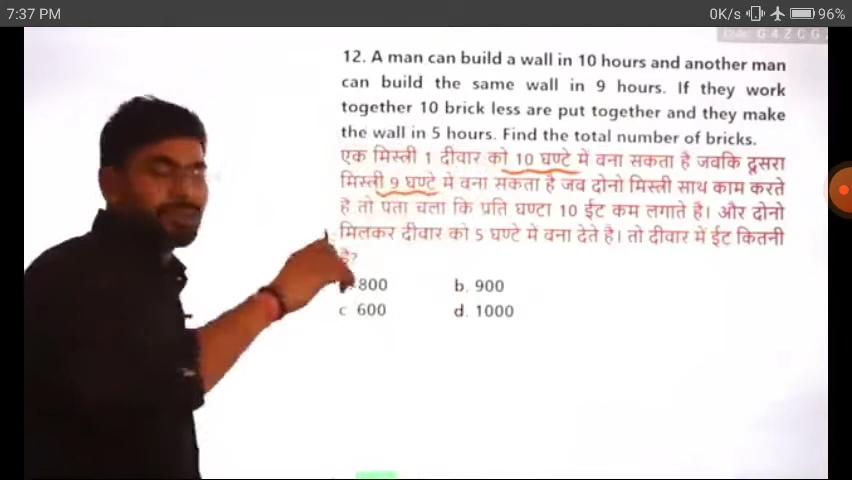 7:37 PM
0K/s
96%
12. A man can build a wall in 10 hours and another man
can build the same wall in 9 hours. If they work
together 10 brick less are put together and they make
the wall in 5 hours. Find the total number of bricks.
एक मिस्त्री 1 दीवार को 10 घण्टे में बना सकता है जबकि दूसरा
मिस्त्री 9 घण्टे में बना सकता है जब दोनो मिस्त्री साथ काम करते
है तो पता चला कि प्रति घण्टा 10 ईट कम लगाते है। और दोनो
मिलकर दीवार को 5 घण्टे में बना देते है। तो दीवार में ईट कितनी
है?
800 b. 900
c 600 d. 1000